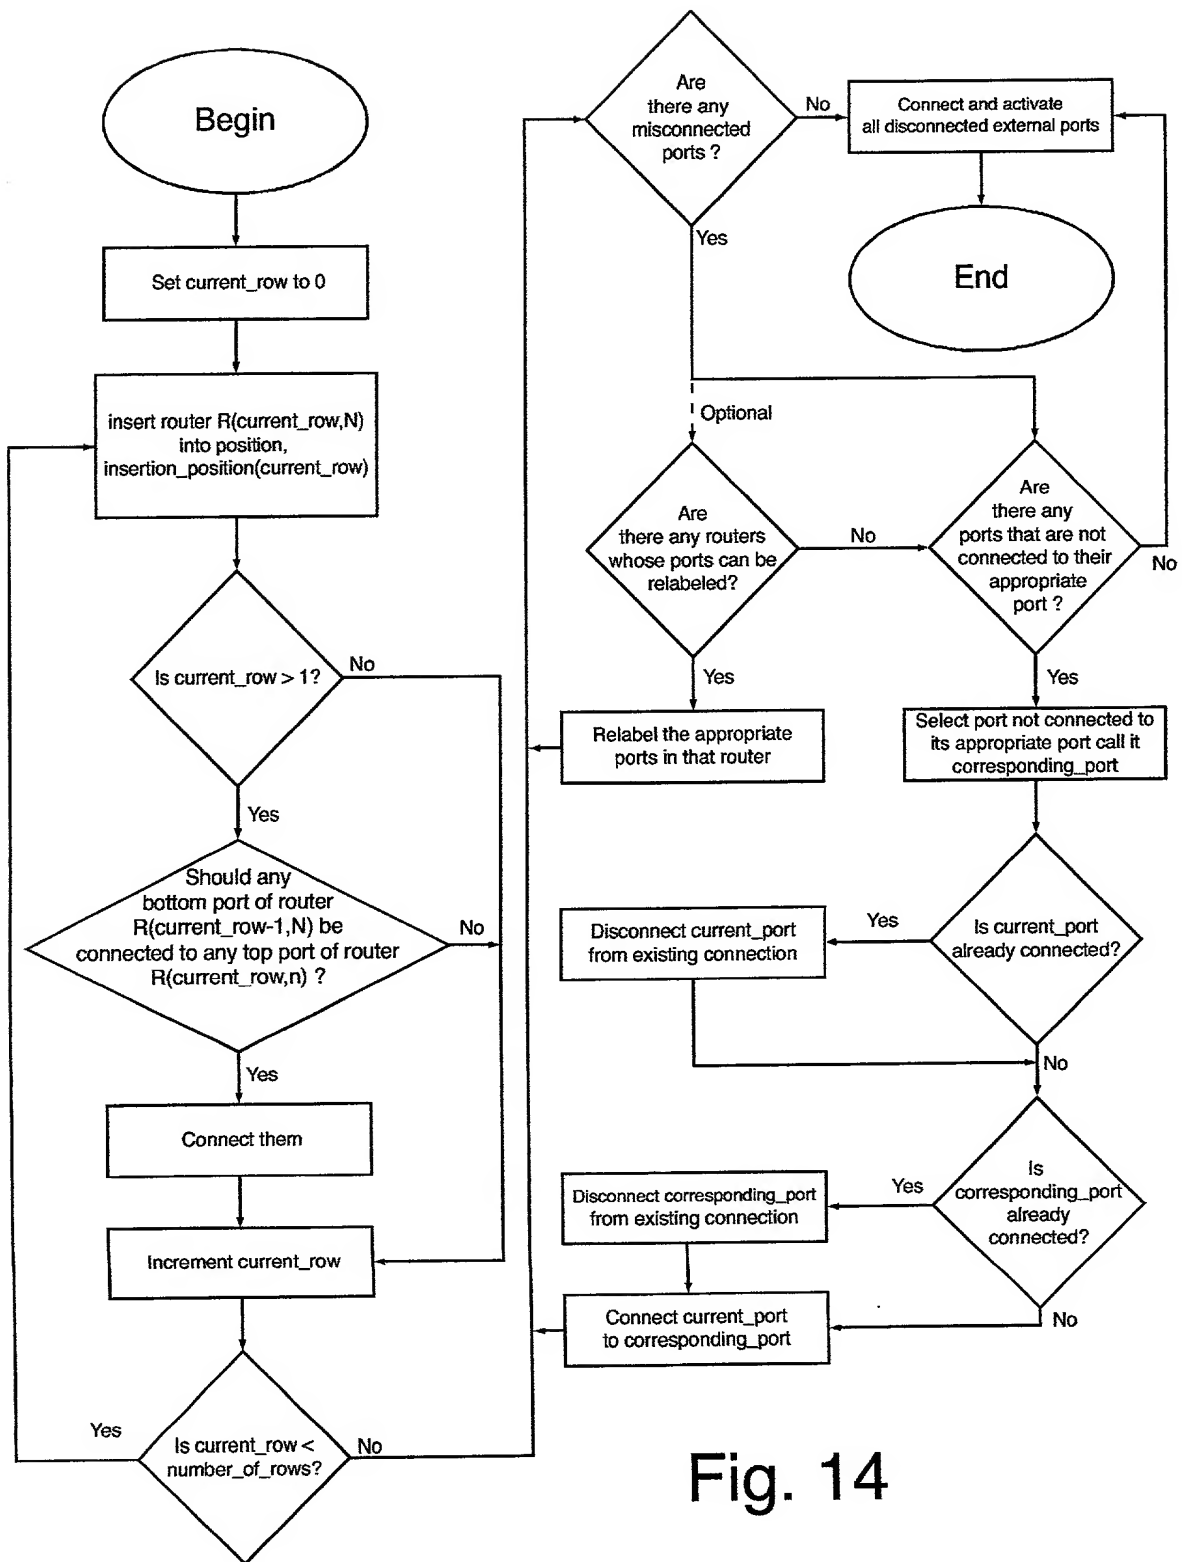 Begin
Set current_row to 0
insert router R(current_row,N)
into position,
insertion_position(current_row)
Is current_row > 1?
No
Yes
Should any
bottom port of router
R(current_row-1,N) be
connected to any top port of router
R(current_row,n) ?
No
Yes
Connect them
Increment current_row
Is current_row <
number_of_rows?
Yes
No
Are
there any
misconnected
ports ?
No
Yes
Connect and activate
all disconnected external ports
End
Optional
Are
there any routers
whose ports can be
relabeled?
No
Yes
Relabel the appropriate
ports in that router
Are
there any
ports that are not
connected to their
appropriate
port ?
No
Yes
Select port not connected to
its appropriate port call it
corresponding_port
Is current_port
already connected?
Yes
No
Disconnect current_port
from existing connection
Is
corresponding_port
already
connected?
Yes
No
Disconnect corresponding_port
from existing connection
Connect current_port
to corresponding_port
Fig. 14